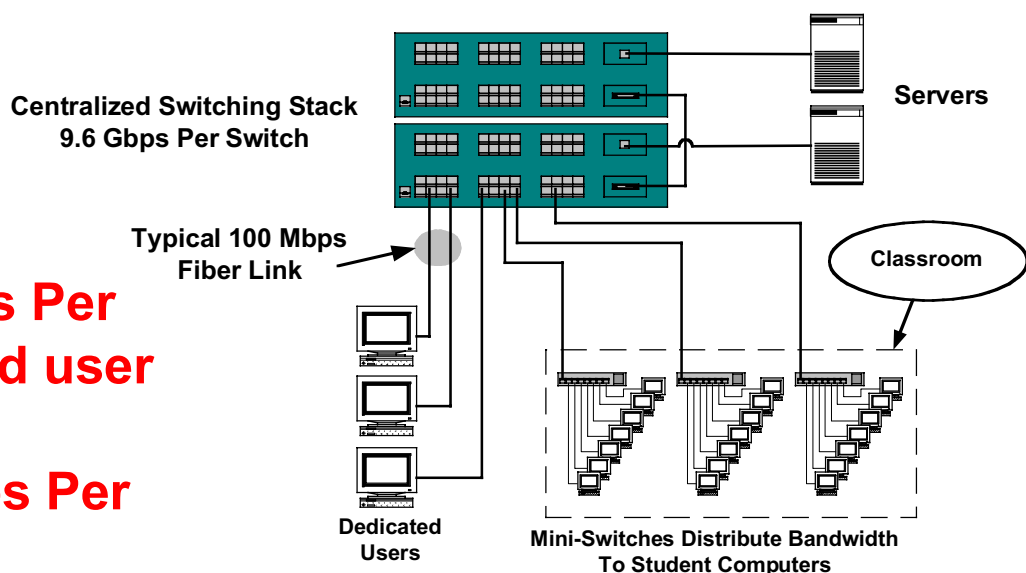 Centralized Switching Stack
9.6 Gbps Per Switch
Servers
Typical 100 Mbps
Fiber Link
Classroom
Per
user
Per
Dedicated
Users
Mini-Switches Distribute Bandwidth
To Student Computers